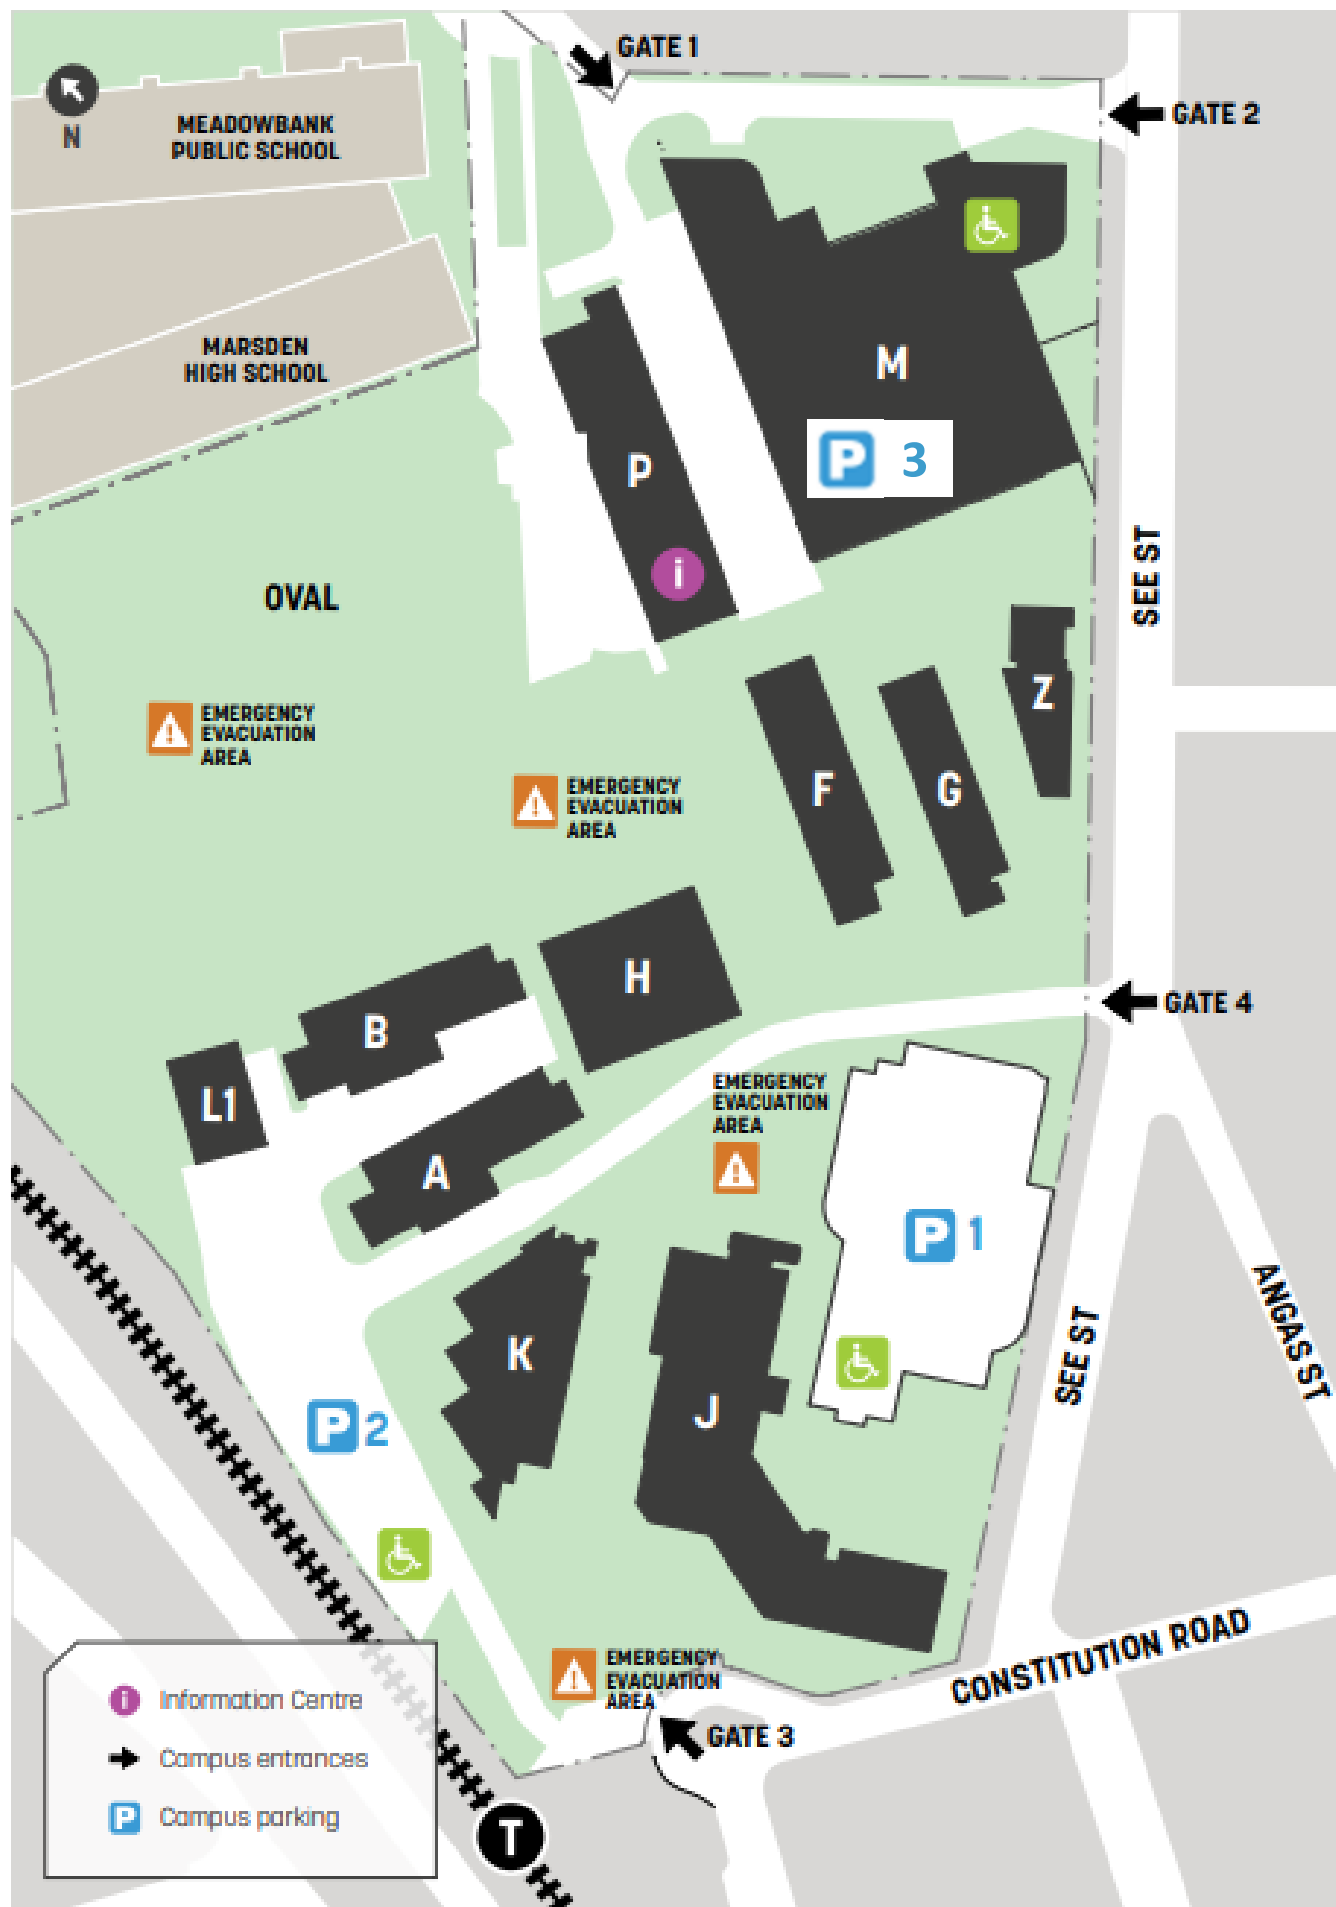 GATE 1
GATE 2
N
MEADOWBANK
PUBLIC SCHOOL
MARSDEN
HIGH SCHOOL
M
P 3
P
i
OVAL
SEE ST
Z
EMERGENCY
EVACUATION
AREA
EMERGENCY
EVACUATION
AREA
F
G
H
B
GATE 4
L1
A
EMERGENCY
EVACUATION
AREA
P 1
K
J
P 2
SEE ST
ANGAS ST
EMERGENCY
EVACUATION
AREA
CONSTITUTION ROAD
GATE 3
i Information Centre
Campus entrances
P Campus parking
T